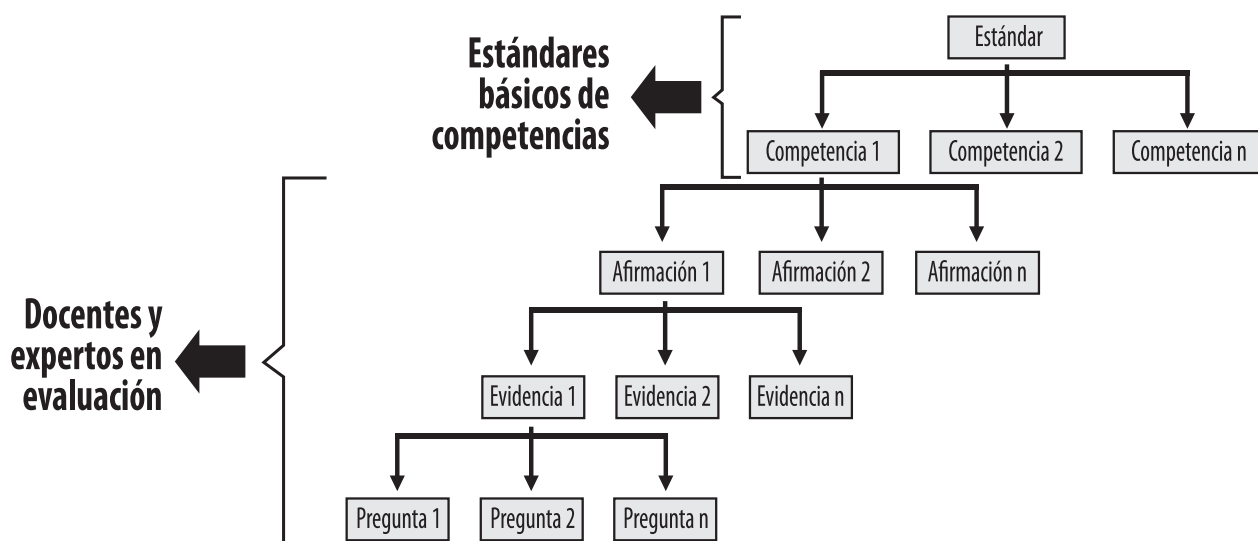 Estándares
básicos de
competencias
Estándar
Competencia 1
Competencia 2
Competencia n
Afirmación 1
Afirmación 2
Afirmación n
Docentes y
expertos en
evaluación
Evidencia 1
Evidencia 2
Evidencia n
Pregunta 1
Pregunta 2
Pregunta n